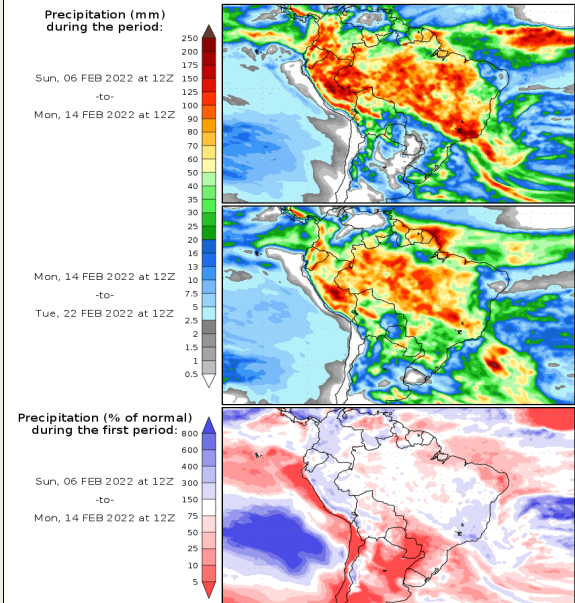 Precipitation (mm)
during the period:
Sun, 06 FEB 2022 at 12Z
-to-
Mon, 14 FEB 2022 at 12Z
250
200
175
150
125
100
90
80
70
60
50
40
35
30
25
20
16
13
10
7.5
5
2.5
2
1.5
1
0.5
Mon, 14 FEB 2022 at 12Z
-to-
Tue, 22 FEB 2022 at 12Z
Precipitation (% of normal)
during the first period:
Sun, 06 FEB 2022 at 12Z
-to-
Mon, 14 FEB 2022 at 12Z
800
600
400
300
150
75
50
25
10
5